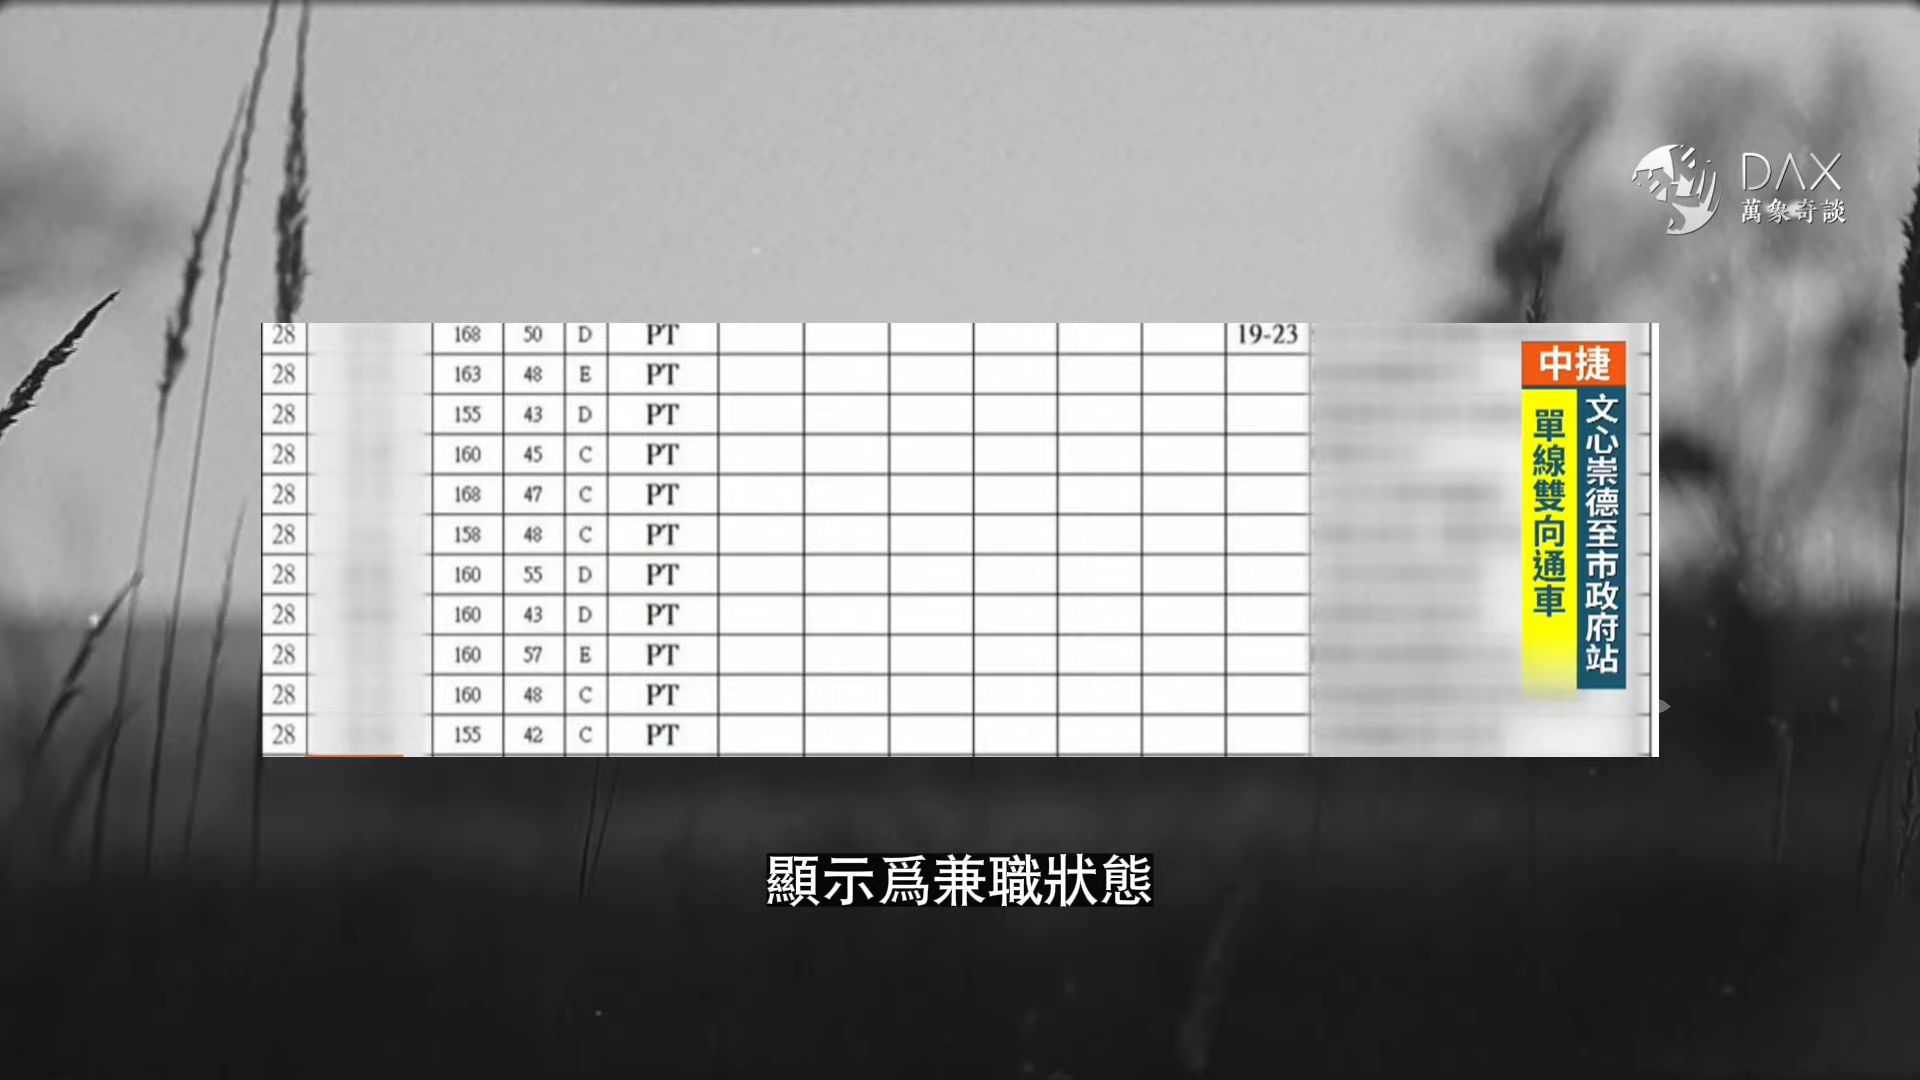 DAX
萬象奇談
28 168 50 D PT 19-23
28 163 48 E PT
28 155 43 D PT
28 160 45 C PT
28 168 47 C PT
28 158 48 C PT
28 160 55 D PT
28 160 43 D PT
28 160 57 E PT
28 160 48 C PT
28 155 42 C PT
中捷
文心崇德至市政府站
單線雙向通車
顯示爲兼職狀態